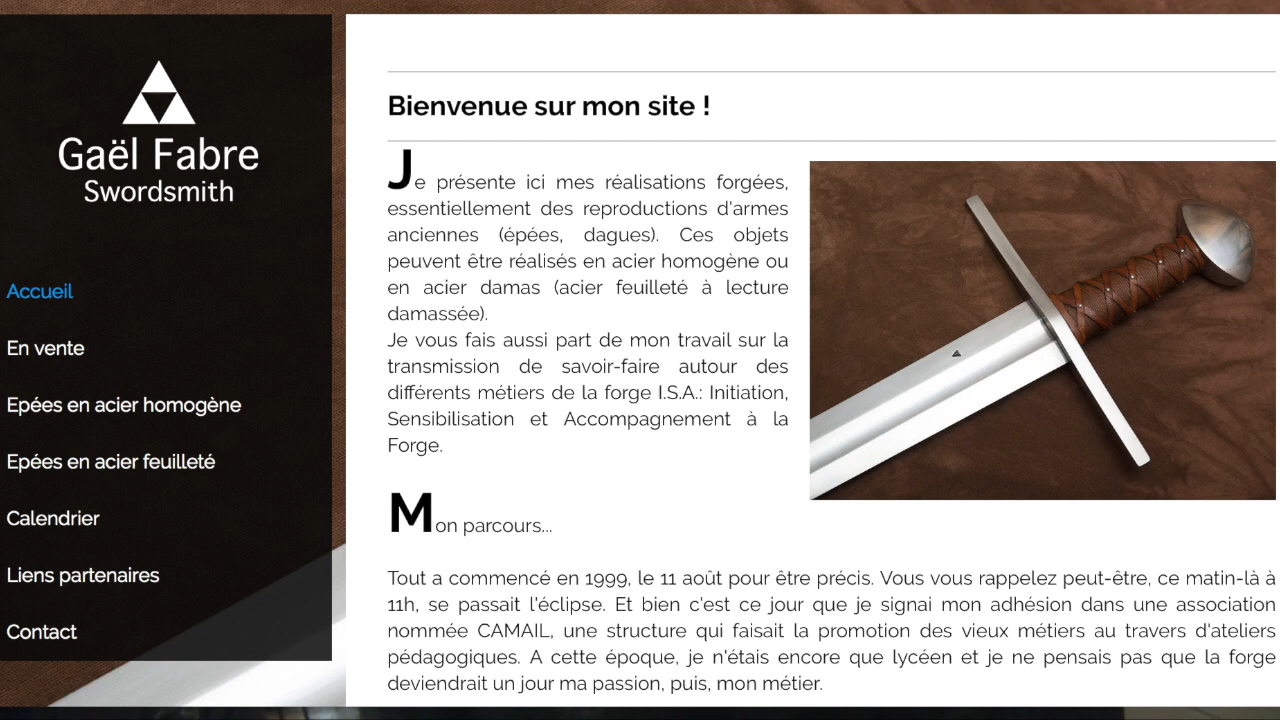 Gaël Fabre
Swordsmith
Accueil
En vente
Epées en acier homogène
Epées en acier feuilleté
Calendrier
Liens partenaires
Contact
Bienvenue sur mon site !
Je présente ici mes réalisations forgées,
essentiellement des reproductions d'armes
anciennes (épées, dagues). Ces objets
peuvent être réalisés en acier homogène ou
en acier damas (acier feuilleté à lecture
damassée).
Je vous fais aussi part de mon travail sur la
transmission de savoir-faire autour des
différents métiers de la forge I.S.A.: Initiation,
Sensibilisation et Accompagnement à la
Forge.
Mon parcours...
Tout a commencé en 1999, le 11 août pour être précis. Vous vous rappelez peut-être, ce matin-là à
11h, se passait l'éclipse. Et bien c'est ce jour que je signai mon adhésion dans une association
nommée CAMAIL, une structure qui faisait la promotion des vieux métiers au travers d'ateliers
pédagogiques. A cette époque, je n'étais encore que lycéen et je ne pensais pas que la forge
deviendrait un jour ma passion, puis, mon métier.